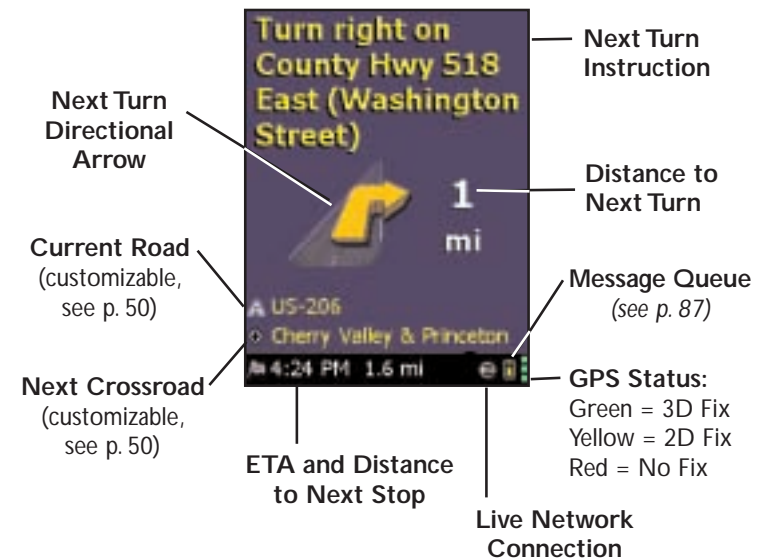 Turn right on
County Hwy 518
East (Washington
Street)
1
mi
US-206
Cherry Valley & Princeton
4:24 PM 1.6 mi
Next Turn
Directional
Arrow
Current Road
(customizable,
see p. 50)
Next Crossroad
(customizable,
see p. 50)
ETA and Distance
to Next Stop
Live Network
Connection
Next Turn
Instruction
Distance to
Next Turn
Message Queue
(see p. 87)
GPS Status:
Green = 3D Fix
Yellow = 2D Fix
Red = No Fix